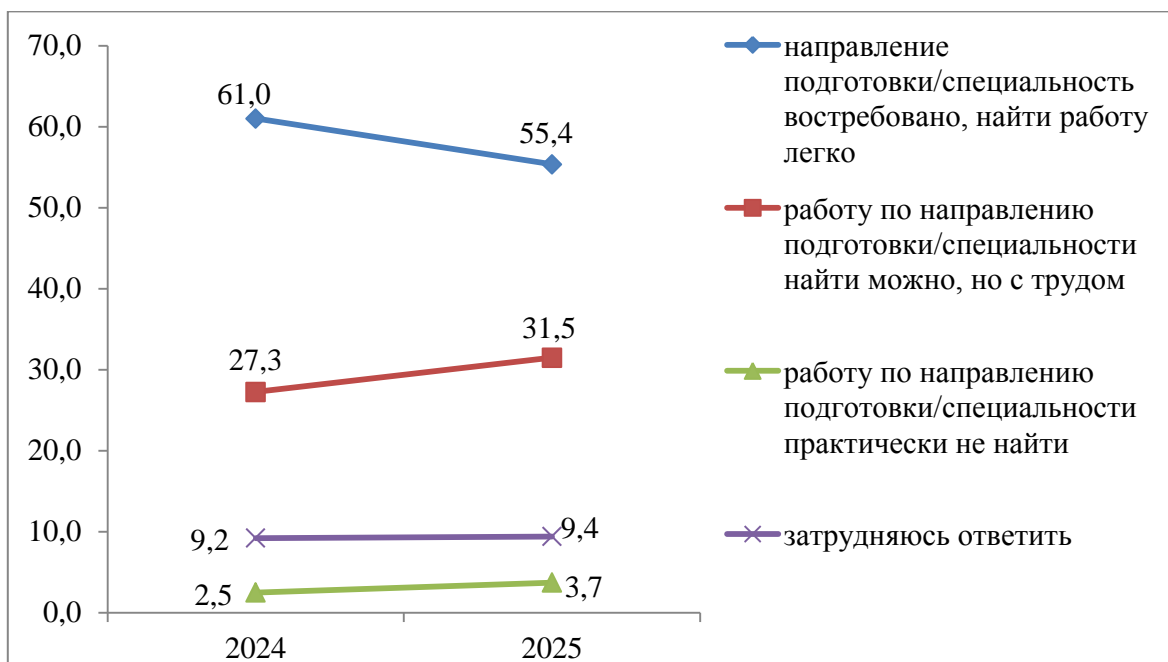 70,0
60,0
50,0
40,0
30,0
20,0
10,0
0,0
61,0
55,4
27,3
31,5
9,2
9,4
2,5
3,7
2024
2025
направление
подготовки/специальность
востребовано, найти работу
легко
работу по направлению
подготовки/специальности
найти можно, но с трудом
работу по направлению
подготовки/специальности
практически не найти
затрудняюсь ответить